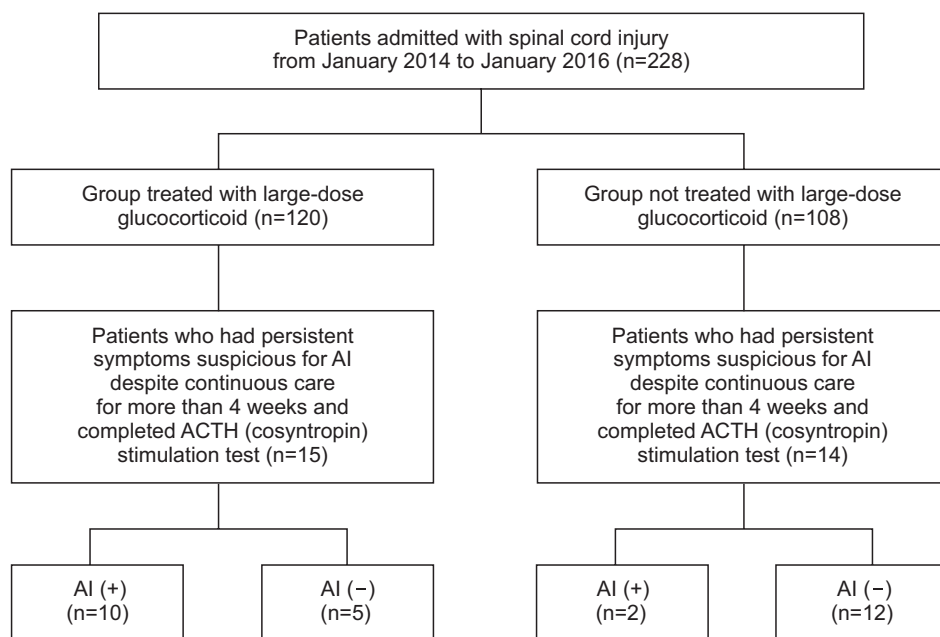 Patients admitted with spinal cord injury
from January 2014 to January 2016 (n=228)
Group treated with large-dose
glucocorticoid (n=120)
Group not treated with large-dose
glucocorticoid (n=108)
Patients who had persistent
symptoms suspicious for AI
despite continuous care
for more than 4 weeks and
completed ACTH (cosyntropin)
stimulation test (n=15)
Patients who had persistent
symptoms suspicious for AI
despite continuous care
for more than 4 weeks and
completed ACTH (cosyntropin)
stimulation test (n=14)
AI (+)
(n=10)
AI (−)
(n=5)
AI (+)
(n=2)
AI (−)
(n=12)